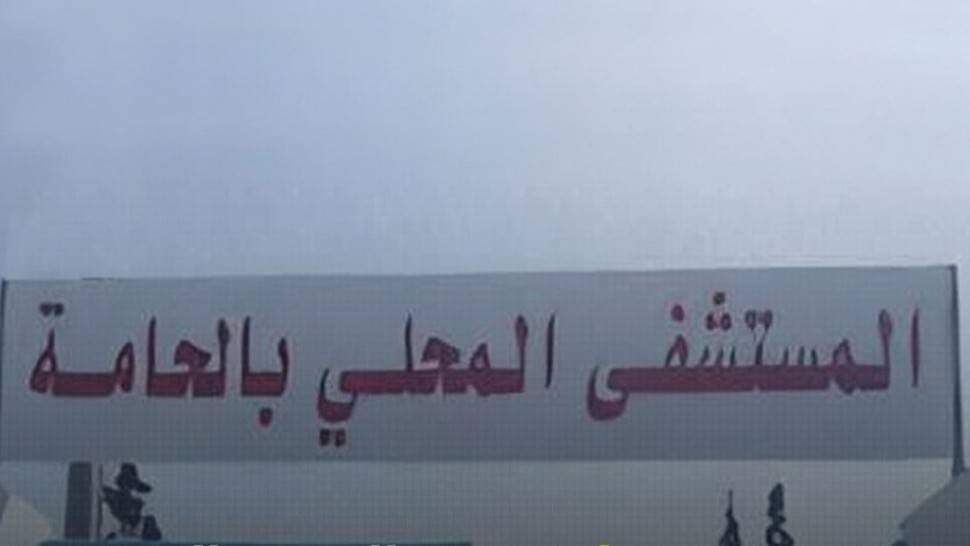 المستشفى المحلي بالحامة